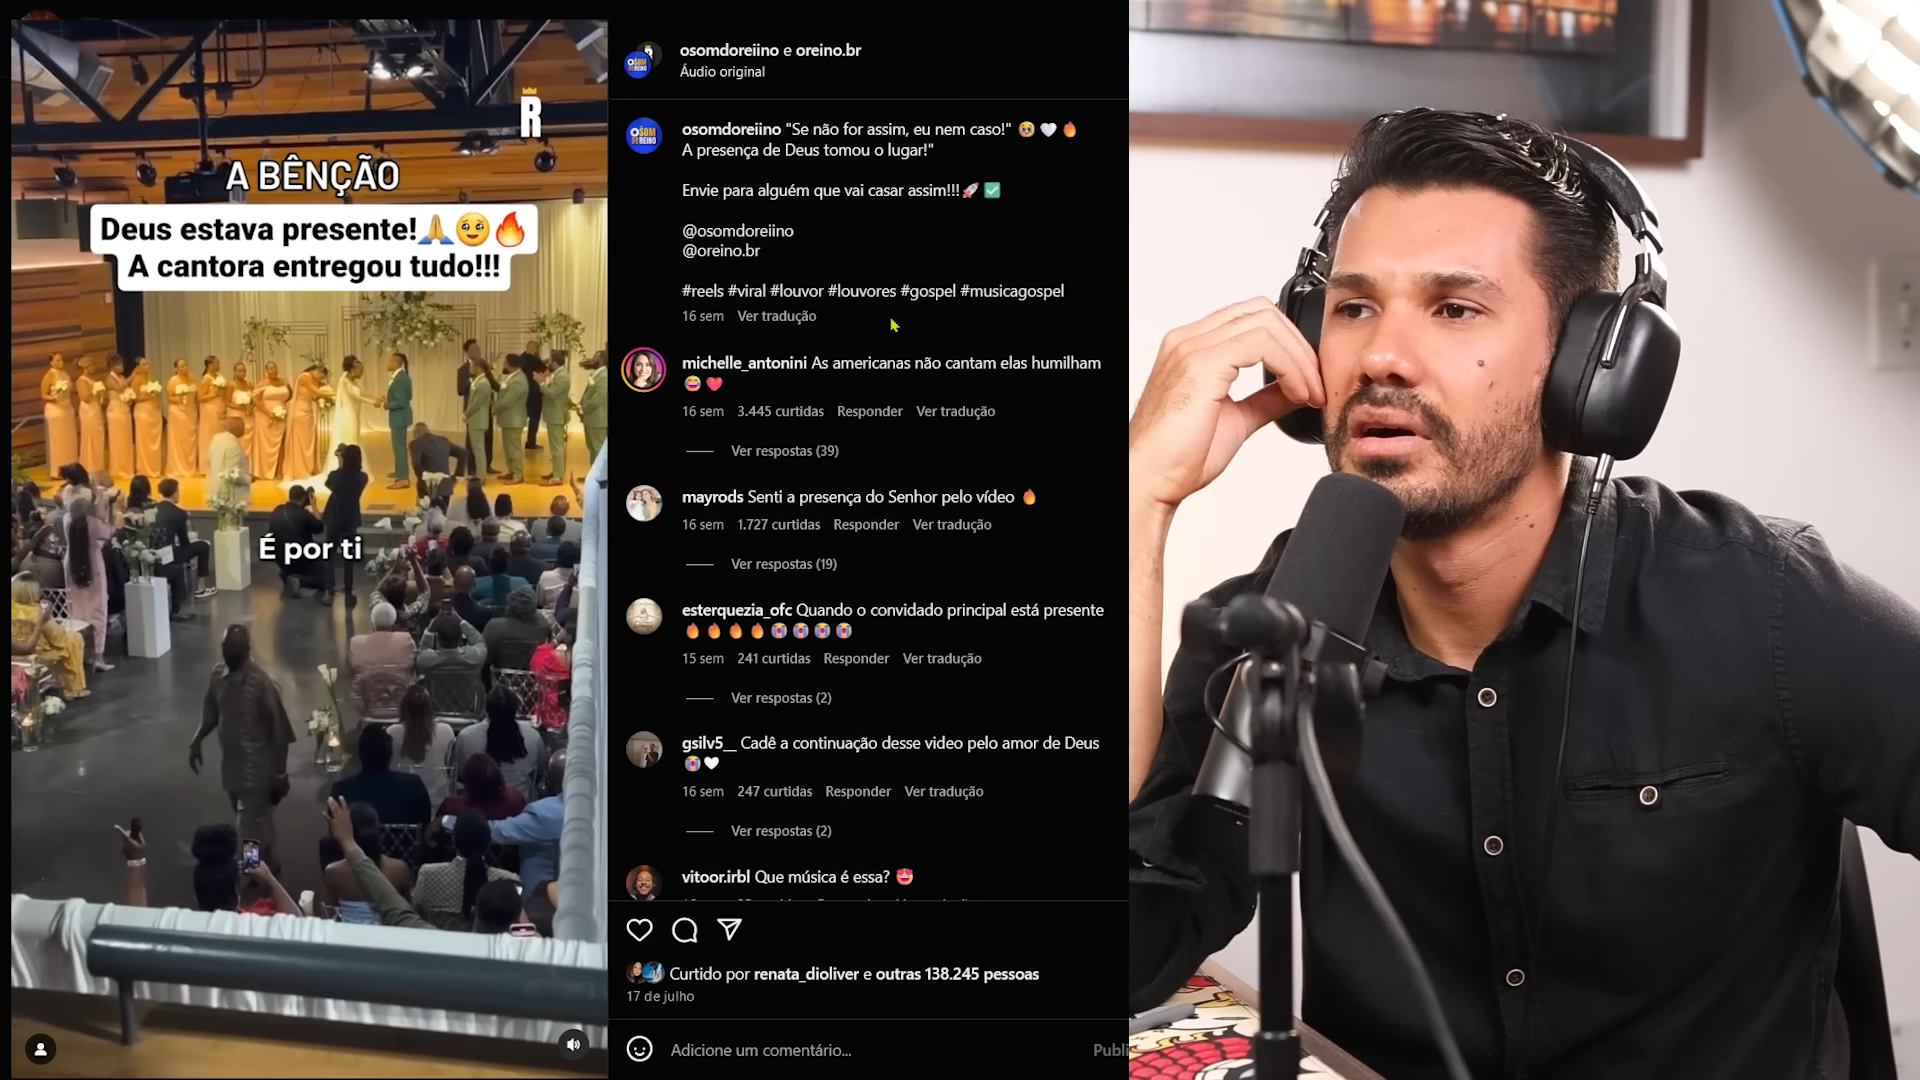 R
A BÊNÇÃO
Deus estava presente!🙏🥹🔥
A cantora entregou tudo!!!
É por ti
osomdoreiino e oreino.br
Áudio original
osomdoreiino "Se não for assim, eu nem caso!" 🥹🤍🔥
A presença de Deus tomou o lugar!"
Envie para alguém que vai casar assim!!!🚀✅
@osomdoreiino
@oreino.br
#reels #viral #louvor #louvores #gospel #musicagospel
16 sem Ver tradução
michelle_antonini As americanas não cantam elas humilham
😂❤️
16 sem 3.445 curtidas Responder Ver tradução
Ver respostas (39)
mayrods Senti a presença do Senhor pelo vídeo 🔥
16 sem 1.727 curtidas Responder Ver tradução
Ver respostas (19)
esterquezia_ofc Quando o convidado principal está presente
🔥🔥🔥🔥😭😭😭😭
15 sem 241 curtidas Responder Ver tradução
Ver respostas (2)
gsilv5__ Cadê a continuação desse video pelo amor de Deus
😭🤍
16 sem 247 curtidas Responder Ver tradução
Ver respostas (2)
vitoor.irbl Que música é essa? 😍
Curtido por renata_dioliver e outras 138.245 pessoas
17 de julho
Adicione um comentário...
Publi